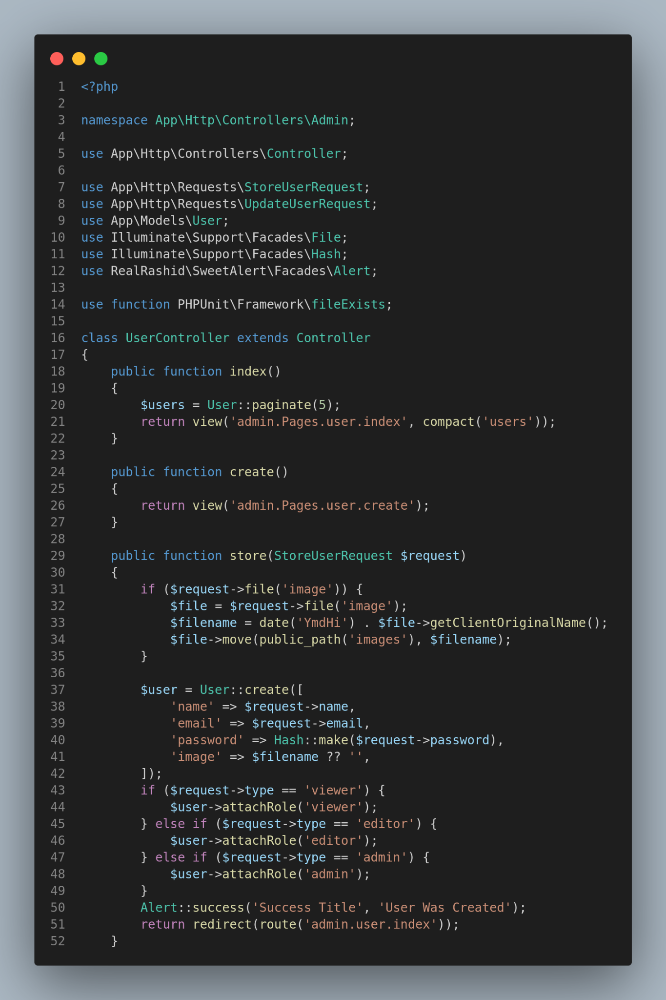 1 <?php
2
3 namespace App\Http\Controllers\Admin;
4
5 use App\Http\Controllers\Controller;
6
7 use App\Http\Requests\StoreUserRequest;
8 use App\Http\Requests\UpdateUserRequest;
9 use App\Models\User;
10 use Illuminate\Support\Facades\File;
11 use Illuminate\Support\Facades\Hash;
12 use RealRashid\SweetAlert\Facades\Alert;
13
14 use function PHPUnit\Framework\fileExists;
15
16 class UserController extends Controller
17 {
18     public function index()
19     {
20         $users = User::paginate(5);
21         return view('admin.Pages.user.index', compact('users'));
22     }
23
24     public function create()
25     {
26         return view('admin.Pages.user.create');
27     }
28
29     public function store(StoreUserRequest $request)
30     {
31         if ($request->file('image')) {
32             $file = $request->file('image');
33             $filename = date('YmdHi') . $file->getClientOriginalName();
34             $file->move(public_path('images'), $filename);
35         }
36
37         $user = User::create([
38             'name' => $request->name,
39             'email' => $request->email,
40             'password' => Hash::make($request->password),
41             'image' => $filename ?? '',
42         ]);
43         if ($request->type == 'viewer') {
44             $user->attachRole('viewer');
45         } else if ($request->type == 'editor') {
46             $user->attachRole('editor');
47         } else if ($request->type == 'admin') {
48             $user->attachRole('admin');
49         }
50         Alert::success('Success Title', 'User Was Created');
51         return redirect(route('admin.user.index'));
52     }